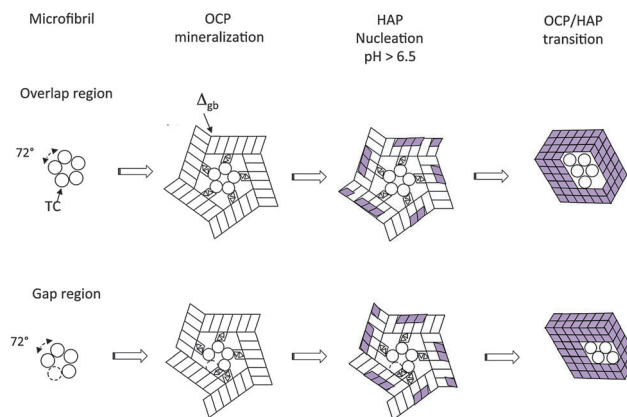 Microfibril
OCP
mineralization
HAP
Nucleation
pH > 6.5
OCP/HAP
transition
Overlap region
Δgb
72°
TC
Gap region
72°